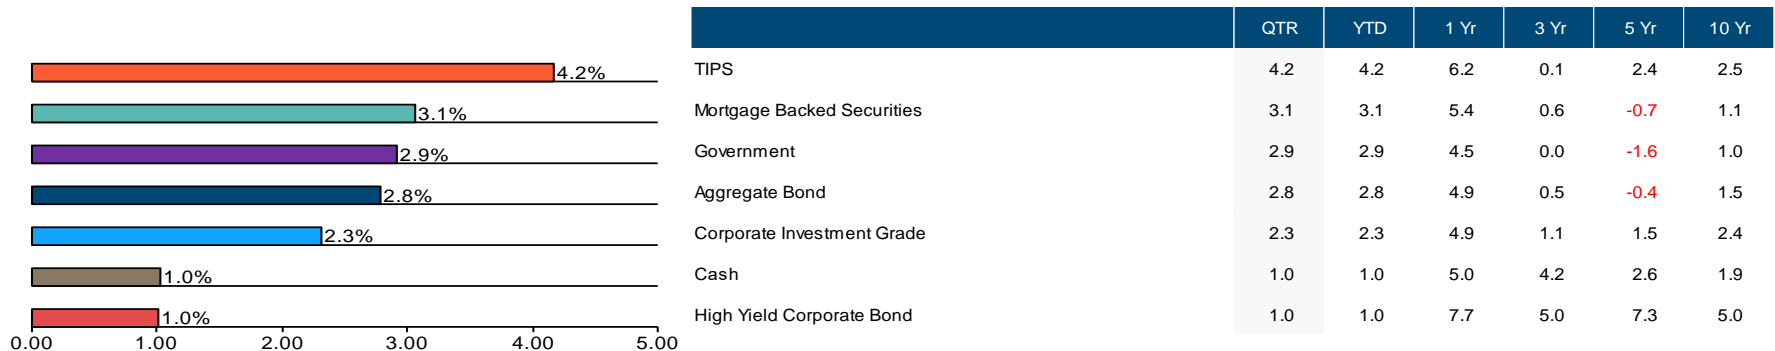 QTR YTD 1 Yr 3 Yr 5 Yr 10 Yr
4.2% TIPS 4.2 4.2 6.2 0.1 2.4 2.5
3.1% Mortgage Backed Securities 3.1 3.1 5.4 0.6 -0.7 1.1
2.9% Government 2.9 2.9 4.5 0.0 -1.6 1.0
2.8% Aggregate Bond 2.8 2.8 4.9 0.5 -0.4 1.5
2.3% Corporate Investment Grade 2.3 2.3 4.9 1.1 1.5 2.4
1.0% Cash 1.0 1.0 5.0 4.2 2.6 1.9
1.0% High Yield Corporate Bond 1.0 1.0 7.7 5.0 7.3 5.0
0.00 1.00 2.00 3.00 4.00 5.00